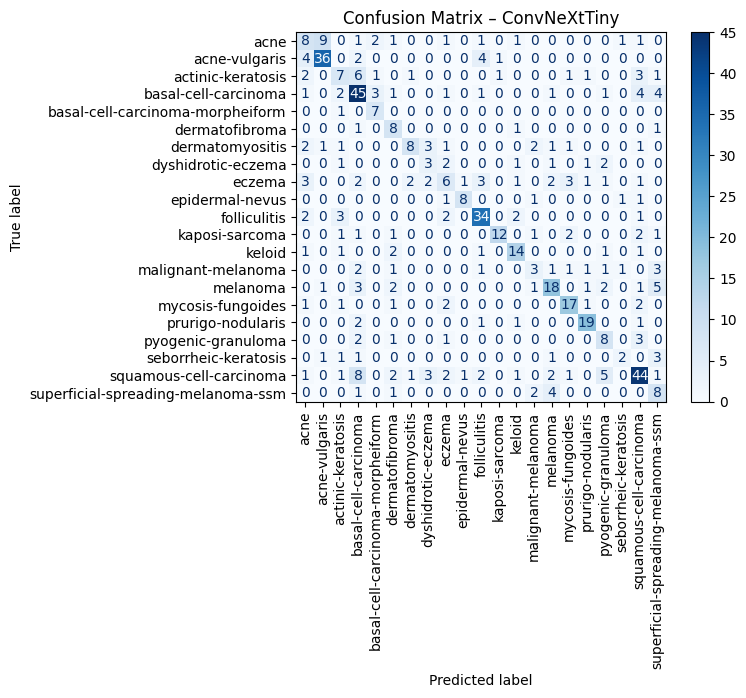 Confusion Matrix – ConvNeXtTiny
True label
acne 8 9 0 1 2 1 0 0 1 0 1 0 1 0 0 0 0 0 1 1 0
acne-vulgaris 4 36 0 2 0 0 0 0 0 0 4 1 0 0 0 0 0 0 0 0 0
actinic-keratosis 2 0 7 6 1 0 1 0 1 0 0 1 0 0 0 1 1 0 0 3 1
basal-cell-carcinoma 1 0 2 45 3 1 0 0 1 0 1 0 0 0 1 0 0 1 0 4 4
basal-cell-carcinoma-morpheiform 0 0 1 0 7 0 0 0 0 0 0 0 0 0 0 0 0 0 0 0 0
dermatofibroma 0 0 0 1 0 8 0 0 0 0 0 0 1 0 0 0 0 0 0 0 1
dermatomyositis 2 1 1 0 0 0 8 3 1 0 0 0 0 2 1 1 0 0 0 1 0
dyshidrotic-eczema 0 0 1 0 0 0 0 3 2 0 0 0 1 0 0 1 1 2 0 0 0
eczema 3 0 0 2 0 0 2 2 6 1 3 0 1 0 2 3 0 1 0 1 0
epidermal-nevus 0 0 0 0 0 0 0 0 1 8 0 0 0 1 0 0 0 0 1 1 0
folliculitis 2 0 3 0 0 0 0 0 2 0 34 0 2 0 0 0 0 0 0 0 0
kaposi-sarcoma 0 0 1 1 0 1 0 0 0 0 1 12 0 1 0 2 0 0 0 2 1
keloid 1 0 1 0 0 2 0 0 0 0 1 0 14 0 0 0 0 1 0 1 0
malignant-melanoma 0 0 0 2 0 1 0 0 0 0 1 0 0 3 1 1 1 1 1 0 3
melanoma 0 1 0 3 0 2 0 0 0 0 0 0 0 1 18 0 1 2 0 1 5
mycosis-fungoides 1 0 1 0 0 1 0 0 2 0 0 0 0 0 0 17 1 0 0 2 0
prurigo-nodularis 0 0 0 2 0 0 0 0 0 0 1 0 1 0 0 0 19 0 0 0 0
pyogenic-granuloma 0 0 0 2 0 1 0 0 1 0 0 0 0 0 0 0 0 8 0 3 0
seborrheic-keratosis 0 1 1 1 0 0 0 0 0 0 0 0 0 0 1 0 0 0 2 0 3
squamous-cell-carcinoma 1 0 1 8 0 2 1 3 2 1 2 0 1 0 2 1 0 5 0 44 1
superficial-spreading-melanoma-ssm 0 0 0 1 0 1 0 0 0 0 0 0 0 2 4 0 0 0 0 0 8
acne
acne-vulgaris
actinic-keratosis
basal-cell-carcinoma
basal-cell-carcinoma-morpheiform
dermatofibroma
dermatomyositis
dyshidrotic-eczema
eczema
epidermal-nevus
folliculitis
kaposi-sarcoma
keloid
malignant-melanoma
melanoma
mycosis-fungoides
prurigo-nodularis
pyogenic-granuloma
seborrheic-keratosis
squamous-cell-carcinoma
superficial-spreading-melanoma-ssm
Predicted label
45
40
35
30
25
20
15
10
5
0